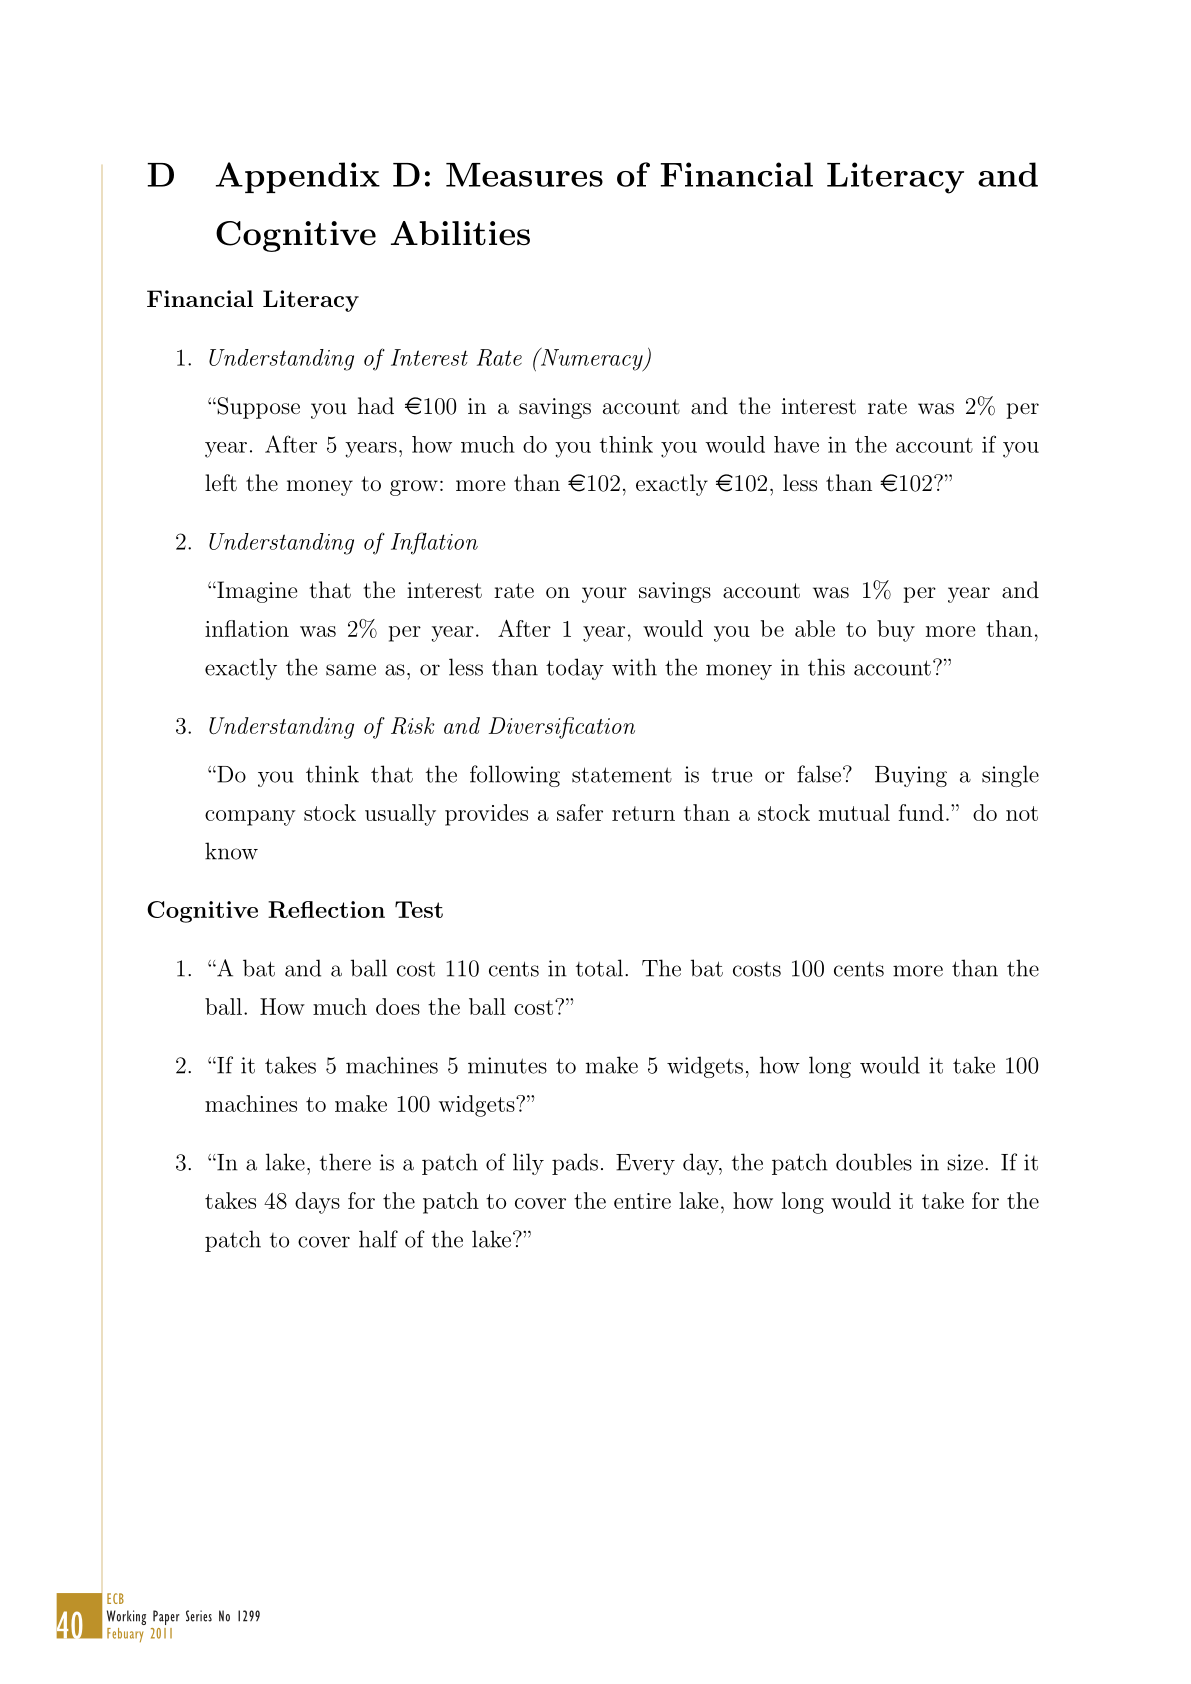 D Appendix D: Measures of Financial Literacy and
Cognitive Abilities
Financial Literacy
1. Understanding of Interest Rate (Numeracy)
“Suppose you had €100 in a savings account and the interest rate was 2% per
year. After 5 years, how much do you think you would have in the account if you
left the money to grow: more than €102, exactly €102, less than €102?”
2. Understanding of Inflation
“Imagine that the interest rate on your savings account was 1% per year and
inflation was 2% per year. After 1 year, would you be able to buy more than,
exactly the same as, or less than today with the money in this account?”
3. Understanding of Risk and Diversification
“Do you think that the following statement is true or false? Buying a single
company stock usually provides a safer return than a stock mutual fund.” do not
know
Cognitive Reflection Test
1. “A bat and a ball cost 110 cents in total. The bat costs 100 cents more than the
ball. How much does the ball cost?”
2. “If it takes 5 machines 5 minutes to make 5 widgets, how long would it take 100
machines to make 100 widgets?”
3. “In a lake, there is a patch of lily pads. Every day, the patch doubles in size. If it
takes 48 days for the patch to cover the entire lake, how long would it take for the
patch to cover half of the lake?”
40
ECB
Working Paper Series No 1299
Febuary 2011